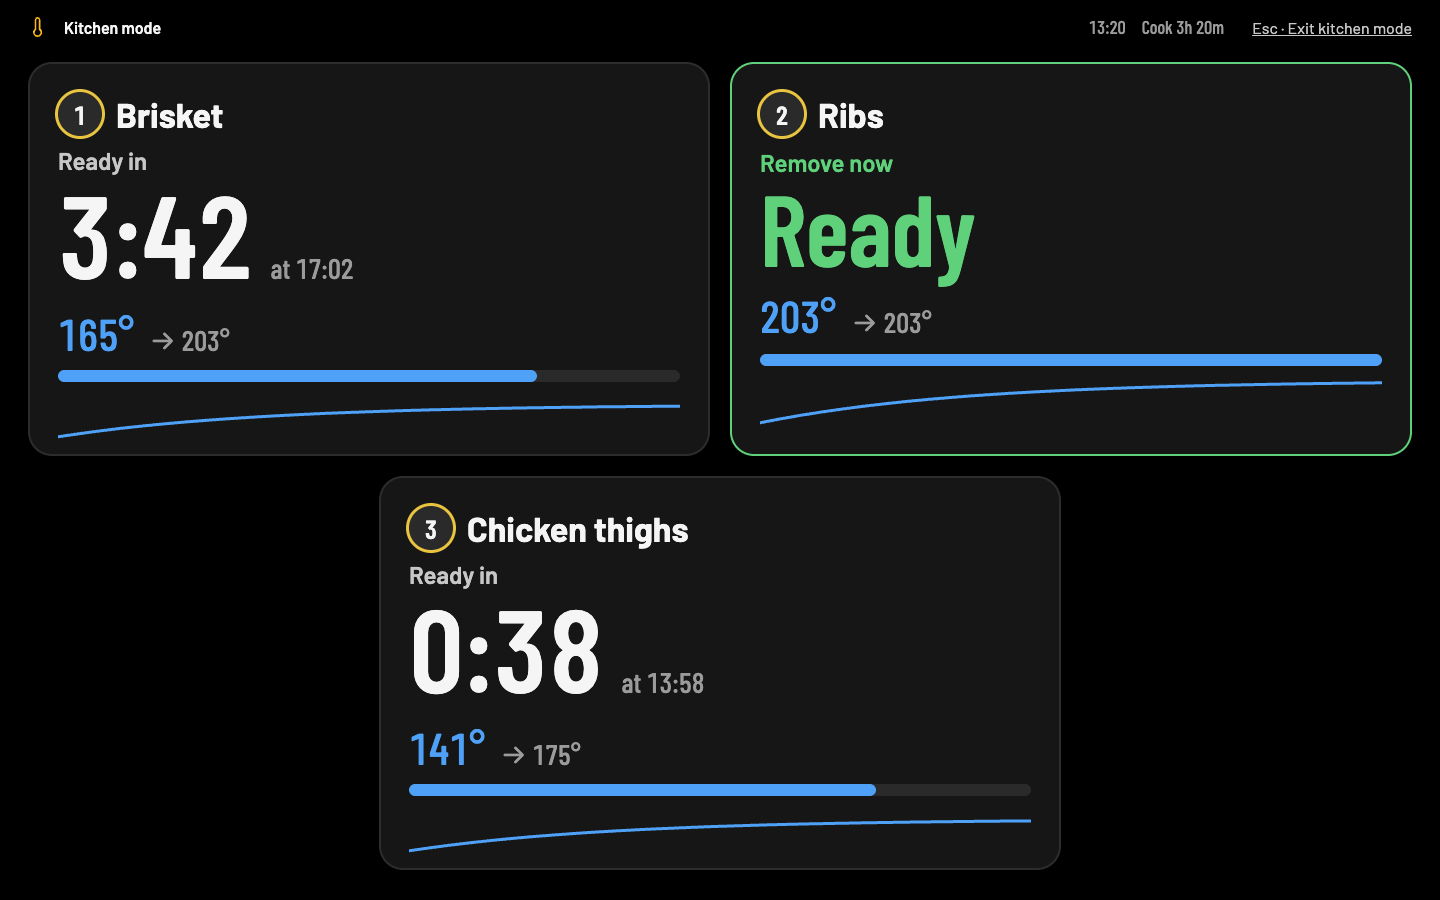 Kitchen mode
13:20 Cook 3h 20m Esc · Exit kitchen mode
1 Brisket
Ready in
3:42 at 17:02
165° → 203°
2 Ribs
Remove now
Ready
203° → 203°
3 Chicken thighs
Ready in
0:38 at 13:58
141° → 175°